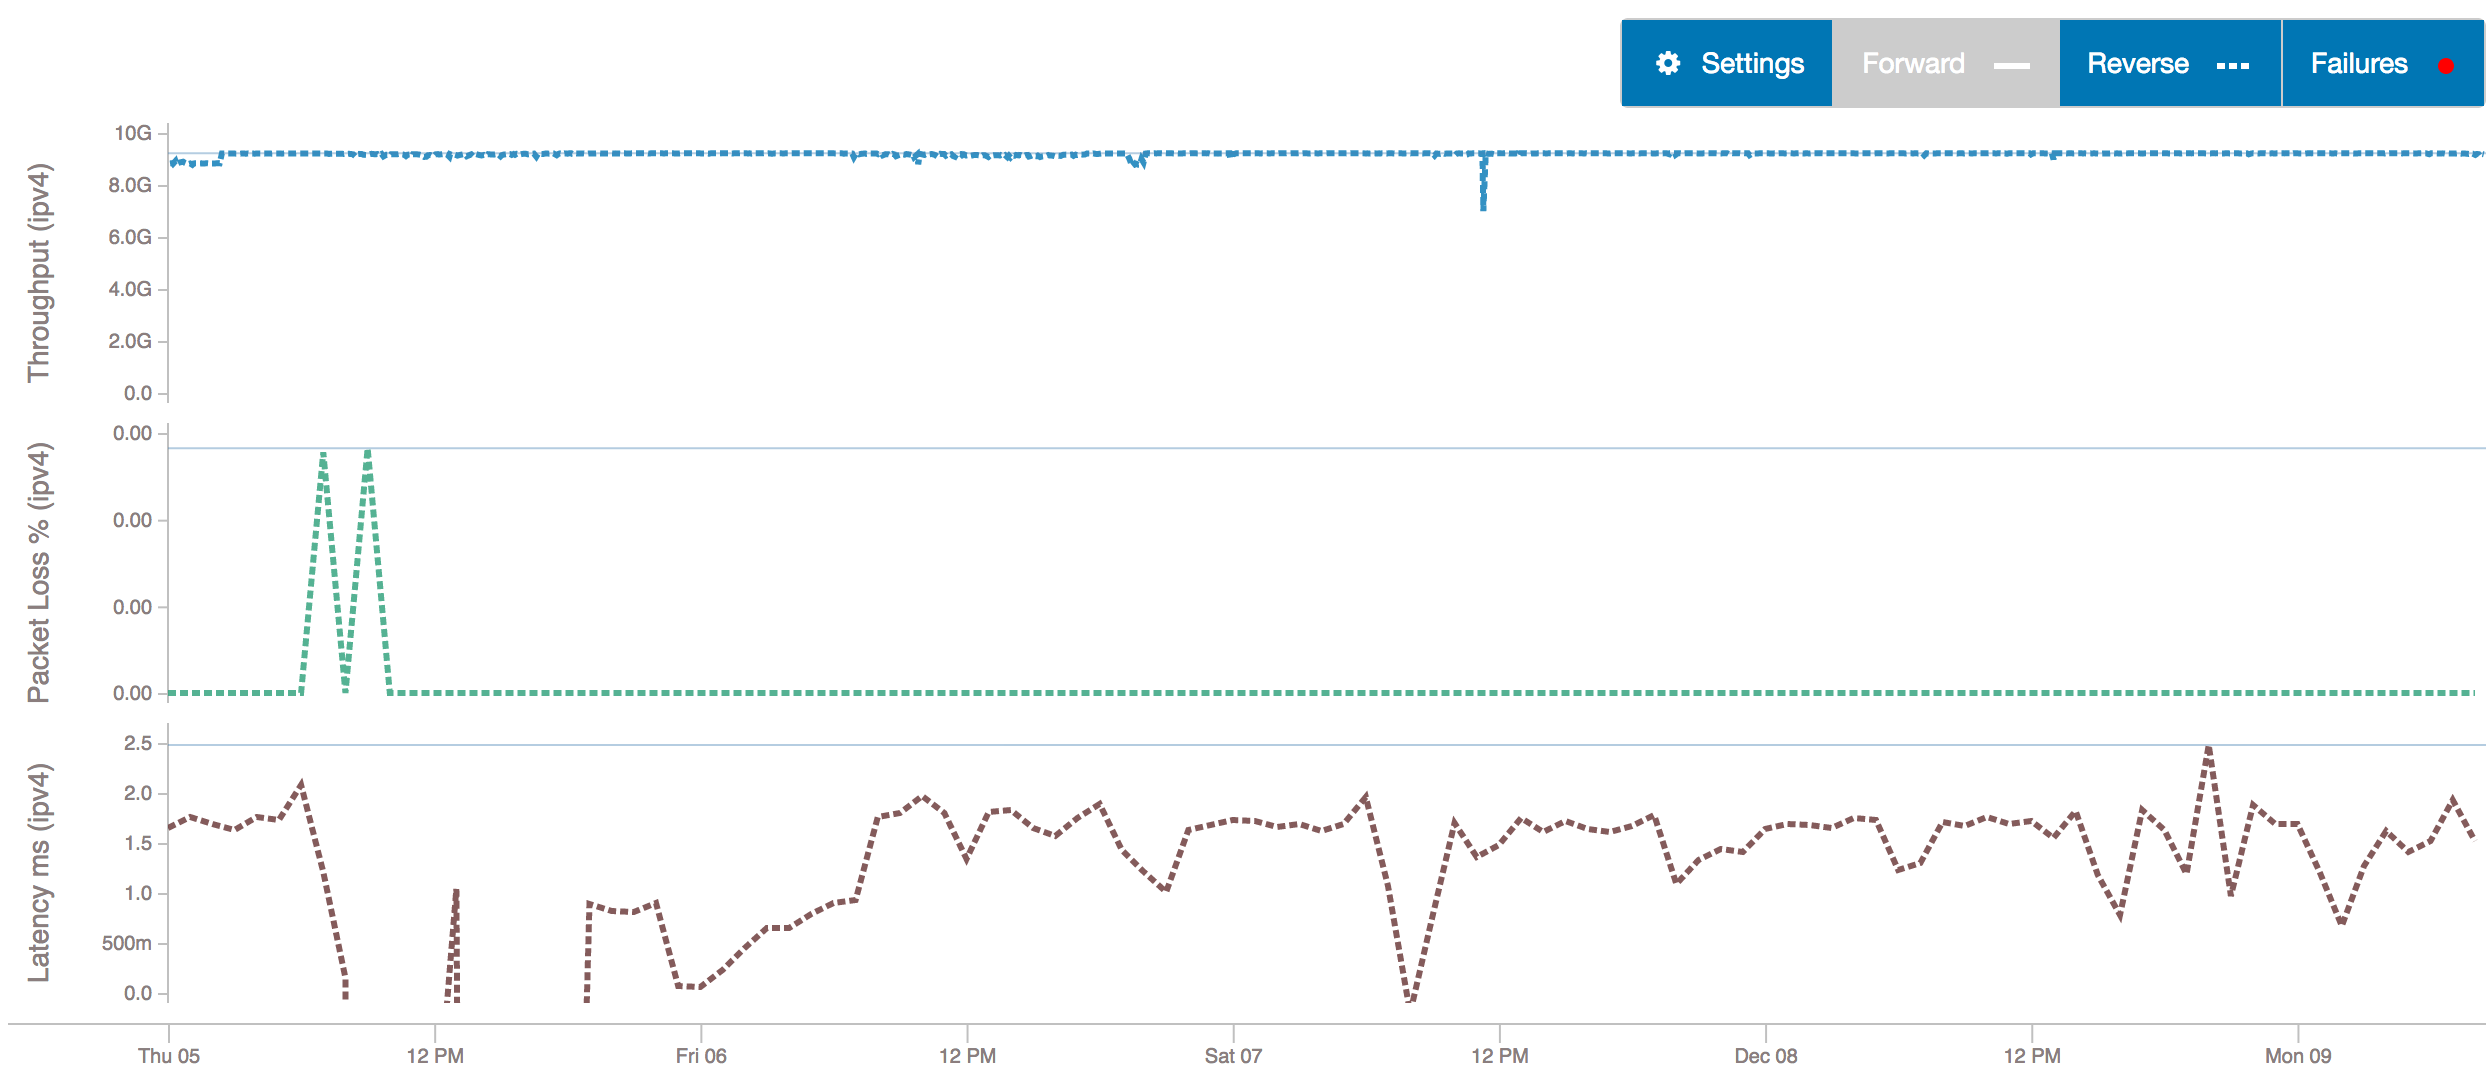 Settings Forward Reverse Failures
Throughput (ipv4)
10G
8.0G
6.0G
4.0G
2.0G
0.0
Packet Loss % (ipv4)
0.00
0.00
0.00
0.00
Latency ms (ipv4)
2.5
2.0
1.5
1.0
500m
0.0
Thu 05 12 PM Fri 06 12 PM Sat 07 12 PM Dec 08 12 PM Mon 09